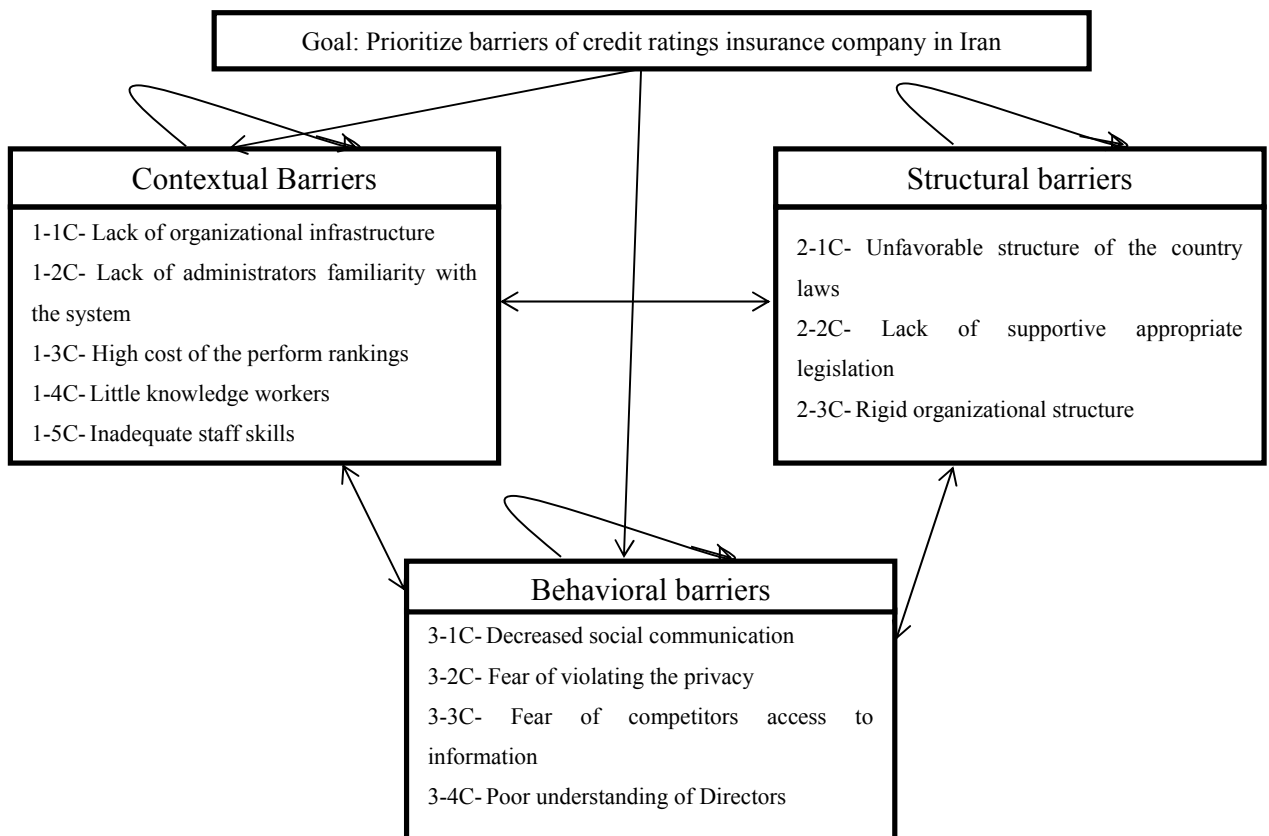 Goal: Prioritize barriers of credit ratings insurance company in Iran
Contextual Barriers
1-1C- Lack of organizational infrastructure
1-2C- Lack of administrators familiarity with
the system
1-3C- High cost of the perform rankings
1-4C- Little knowledge workers
1-5C- Inadequate staff skills
Structural barriers
2-1C- Unfavorable structure of the country
laws
2-2C- Lack of supportive appropriate
legislation
2-3C- Rigid organizational structure
Behavioral barriers
3-1C- Decreased social communication
3-2C- Fear of violating the privacy
3-3C- Fear of competitors access to
information
3-4C- Poor understanding of Directors